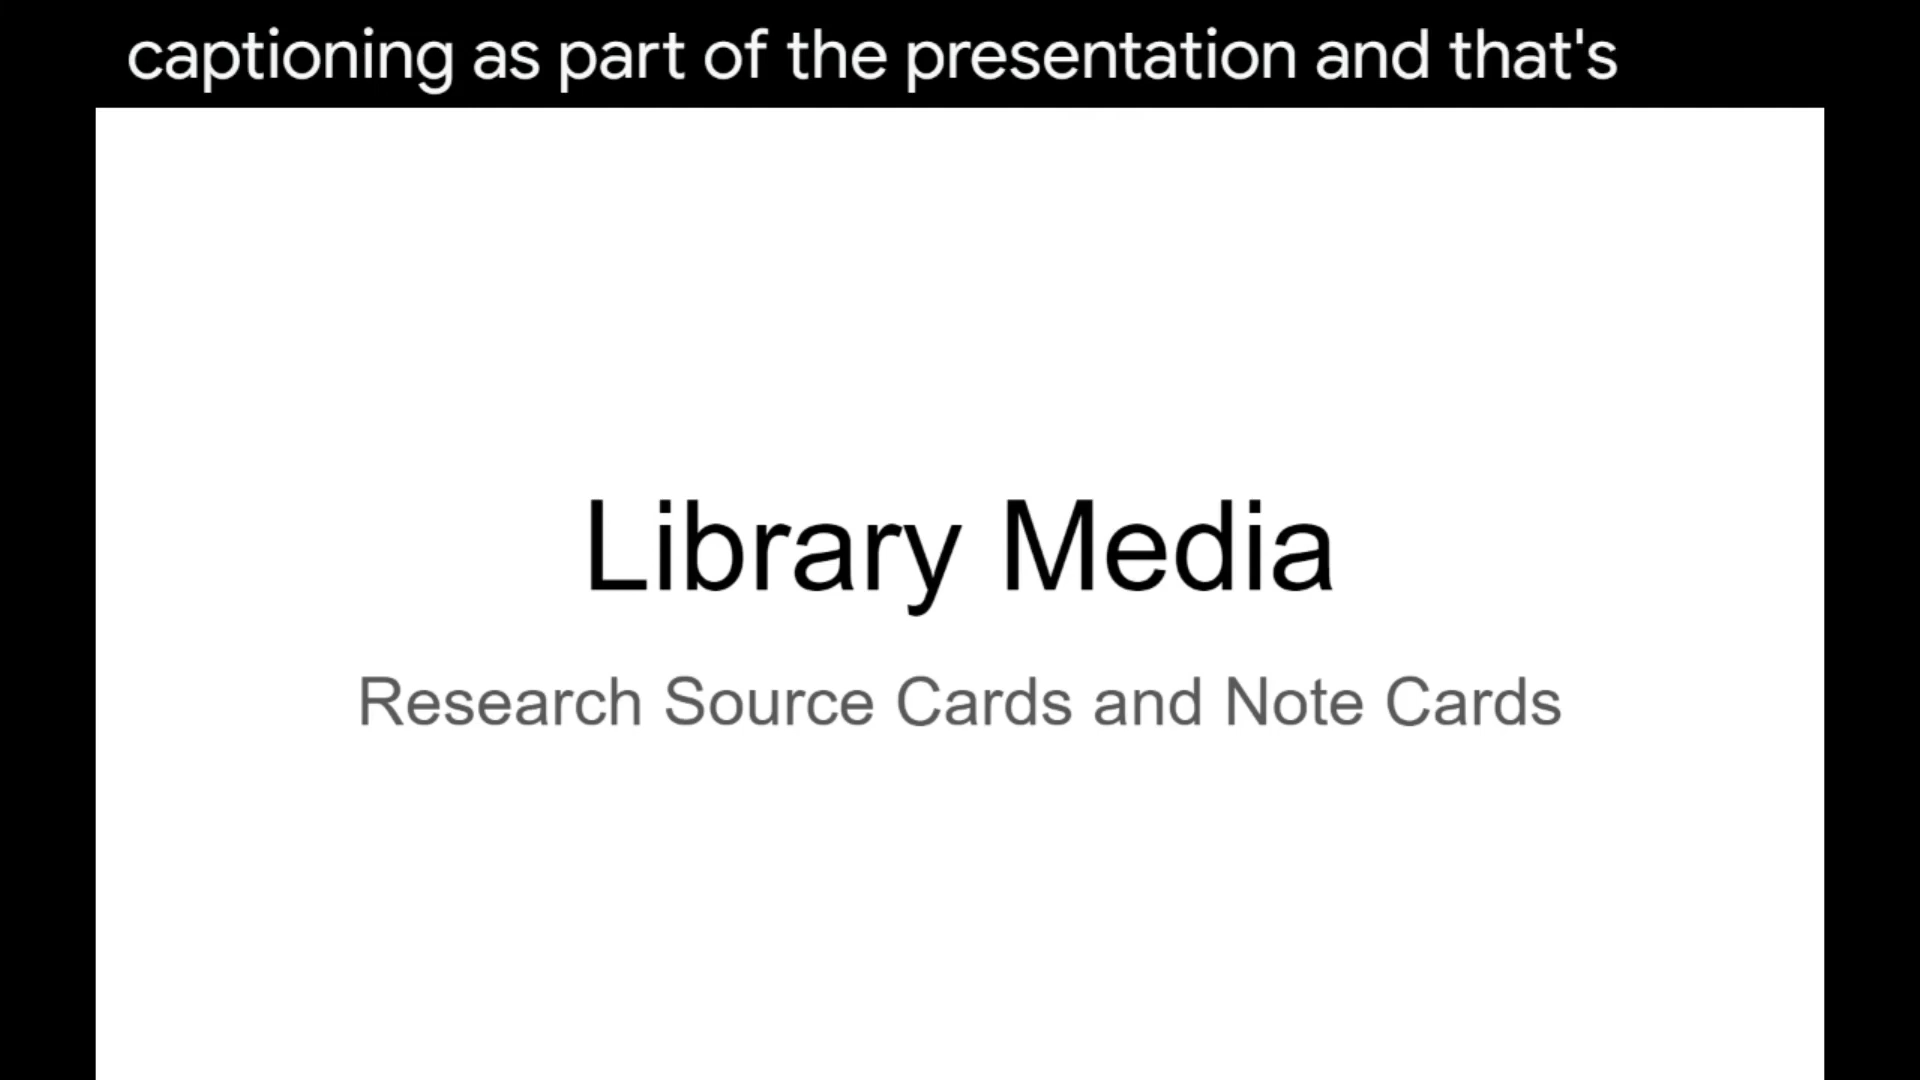 captioning as part of the presentation and that's
Library Media
Research Source Cards and Note Cards